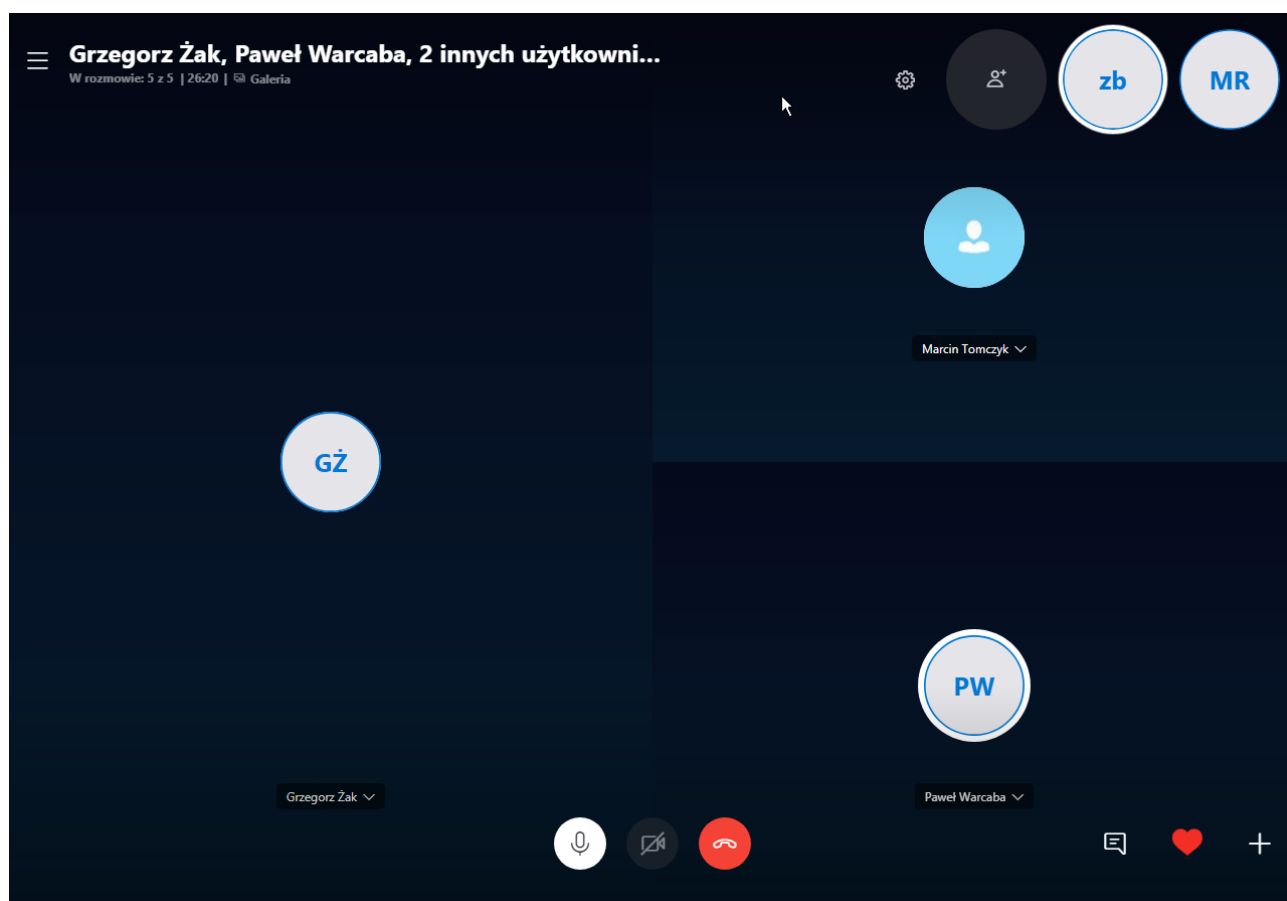 Grzegorz Żak, Paweł Warcaba, 2 innych użytkowni...
W rozmowie: 5 z 5 | 26:20 | Galeria
zb
MR
Marcin Tomczyk
GŻ
PW
Grzegorz Żak
Paweł Warcaba